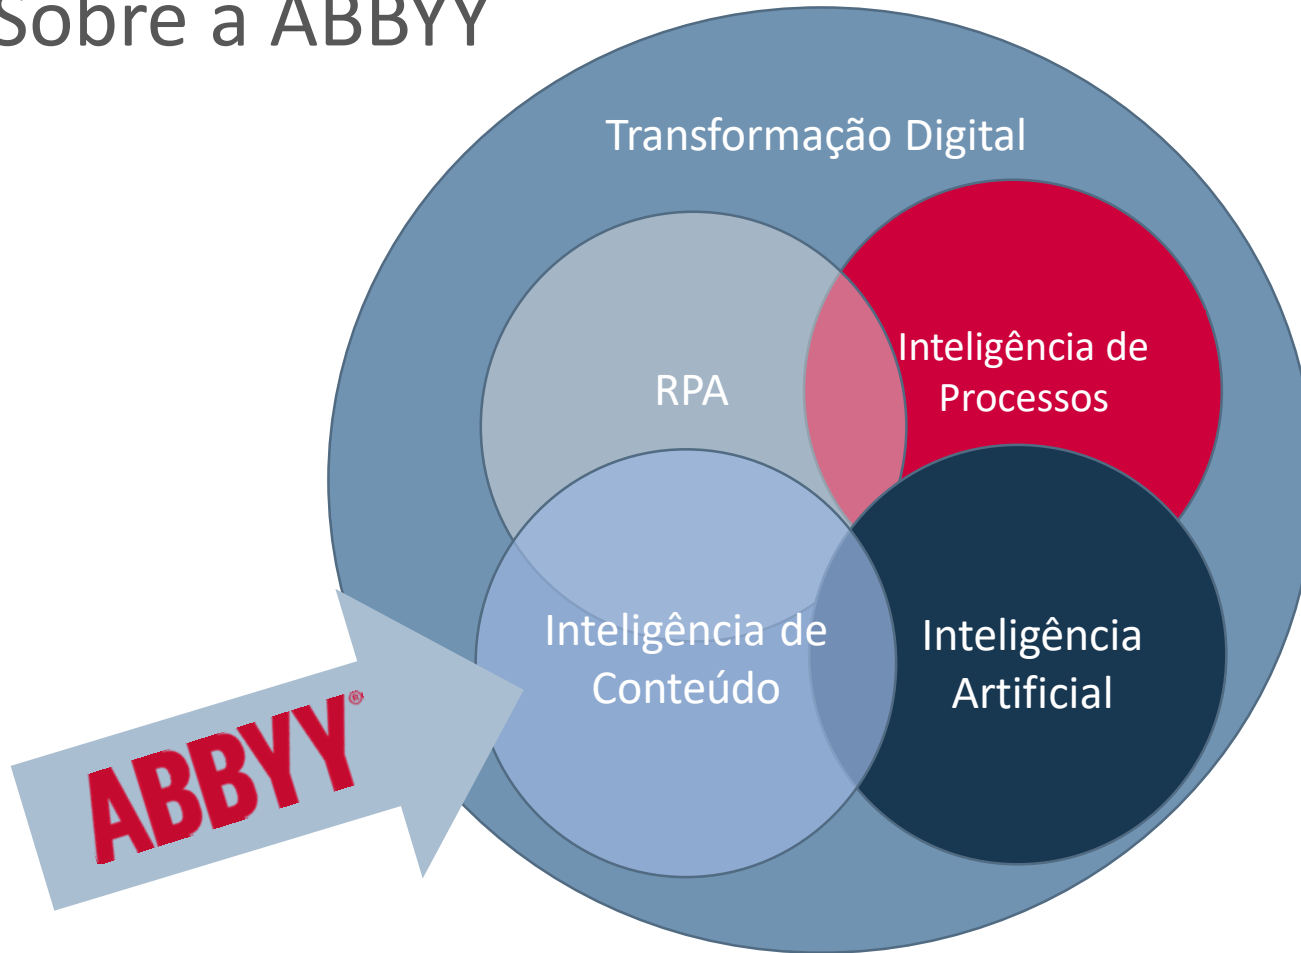 Sobre a ABBYY
Transformação Digital
Inteligência de
Processos
RPA
Inteligência de
Conteúdo
Inteligência
Artificial
ABBYY®